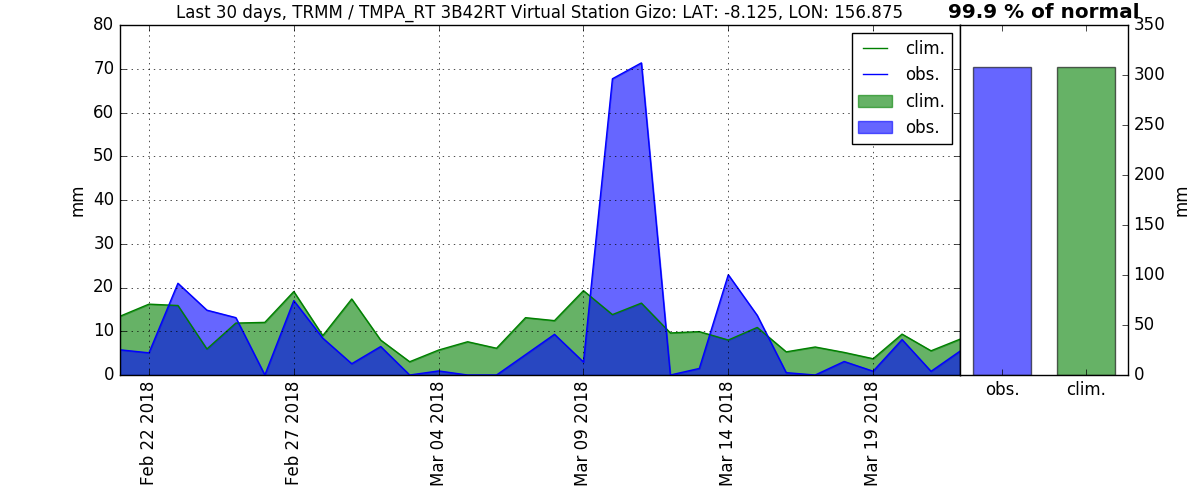 Last 30 days, TRMM / TMPA_RT 3B42RT Virtual Station Gizo: LAT: -8.125, LON: 156.875
99.9 % of normal
80
70
60
50
40
30
20
10
0
mm
clim.
obs.
clim.
obs.
Feb 22 2018
Feb 27 2018
Mar 04 2018
Mar 09 2018
Mar 14 2018
Mar 19 2018
350
300
250
200
150
100
50
0
mm
obs.
clim.